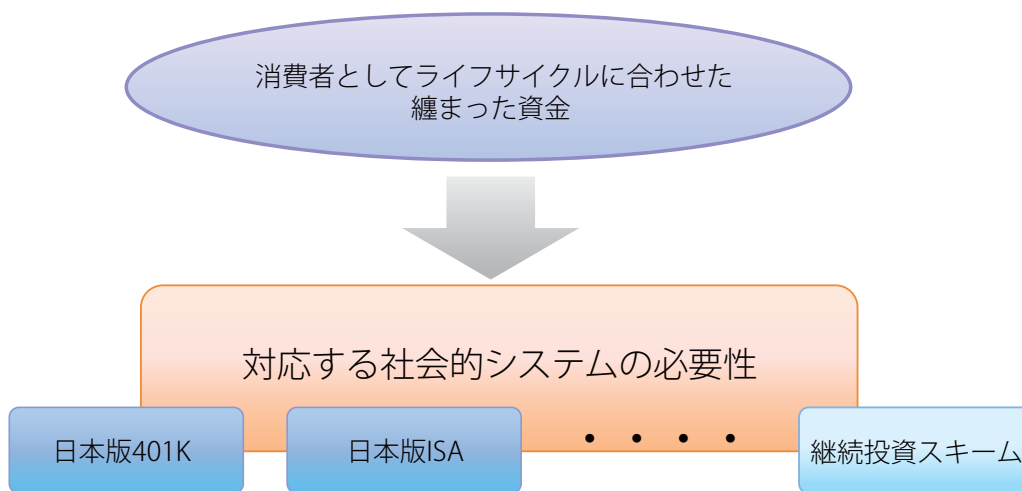 消費者としてライフサイクルに合わせた
纏まった資金
対応する社会的システムの必要性
日本版401K
日本版ISA
・・・・
継続投資スキーム